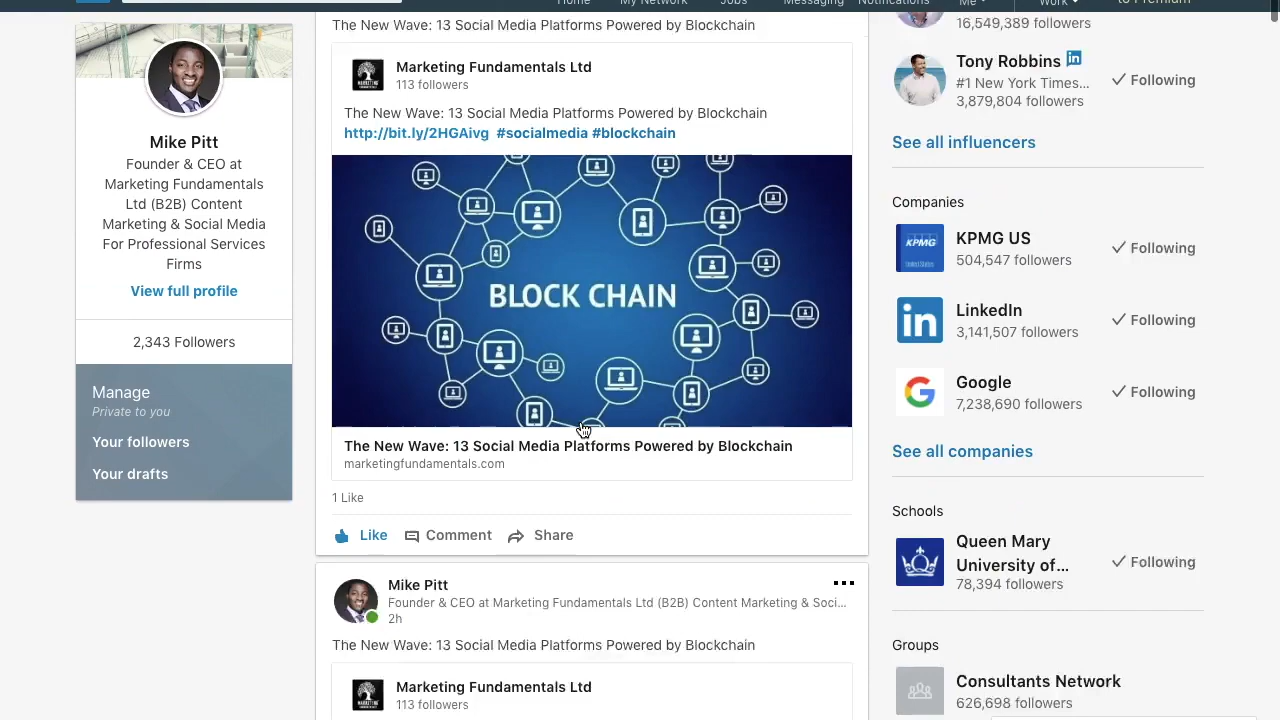 Home My Network Jobs Messaging Notifications Me Work to Premium
Mike Pitt
Founder & CEO at
Marketing Fundamentals
Ltd (B2B) Content
Marketing & Social Media
For Professional Services
Firms
View full profile
2,343 Followers
Manage
Private to you
Your followers
Your drafts
The New Wave: 13 Social Media Platforms Powered by Blockchain
Marketing Fundamentals Ltd
113 followers
The New Wave: 13 Social Media Platforms Powered by Blockchain
http://bit.ly/2HGAivg #socialmedia #blockchain
BLOCK CHAIN
The New Wave: 13 Social Media Platforms Powered by Blockchain
marketingfundamentals.com
1 Like
Like Comment Share
Mike Pitt
Founder & CEO at Marketing Fundamentals Ltd (B2B) Content Marketing & Soci...
2h
The New Wave: 13 Social Media Platforms Powered by Blockchain
Marketing Fundamentals Ltd
113 followers
16,549,389 followers
Tony Robbins in
#1 New York Times...
3,879,804 followers
Following
See all influencers
Companies
KPMG
KPMG US
504,547 followers
Following
in
LinkedIn
3,141,507 followers
Following
G
Google
7,238,690 followers
Following
See all companies
Schools
Queen Mary
University of...
78,394 followers
Following
Groups
Consultants Network
626,698 followers